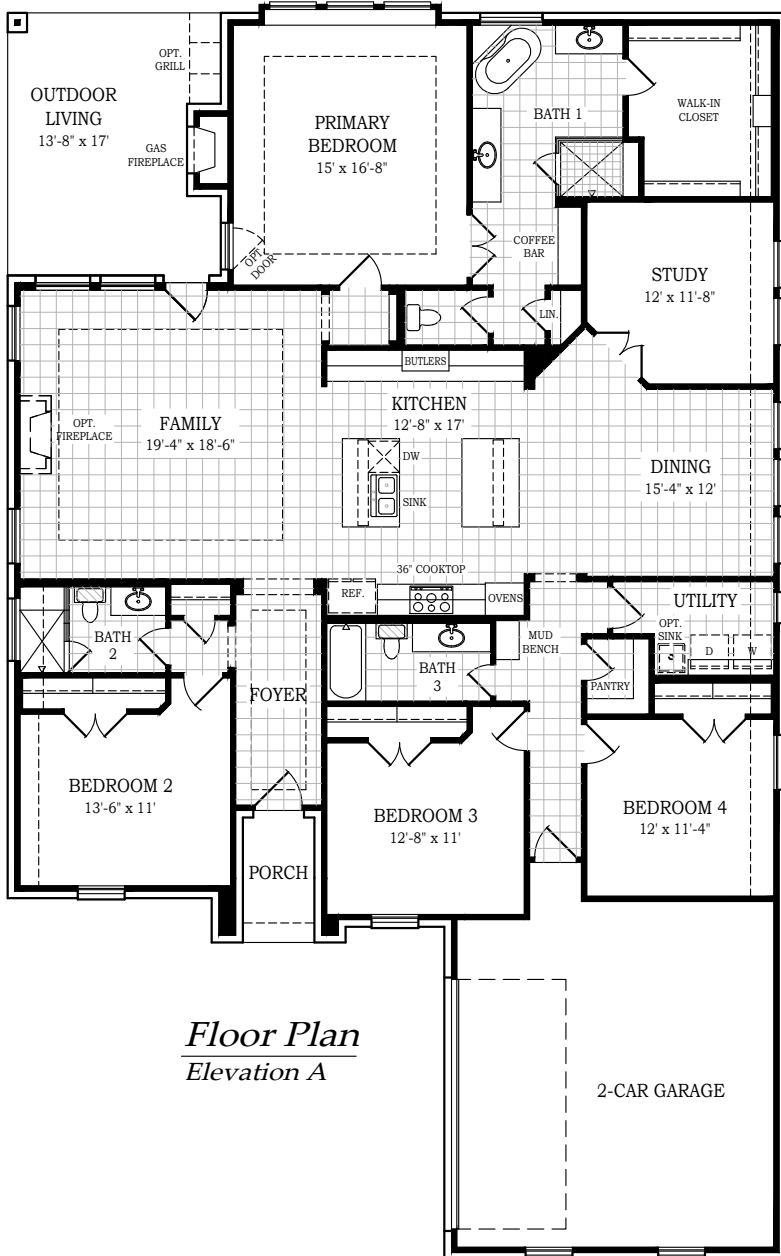 OPT.
GRILL
OUTDOOR
LIVING
13'-8" x 17'
GAS
FIREPLACE
PRIMARY
BEDROOM
15' x 16'-8"
OPT.
DOOR
BATH 1
WALK-IN
CLOSET
COFFEE
BAR
LIN.
STUDY
12' x 11'-8"
BUTLERS
FAMILY
19'-4" x 18'-6"
OPT.
FIREPLACE
KITCHEN
12'-8" x 17'
DW
SINK
DINING
15'-4" x 12'
36" COOKTOP
REF.
OVENS
BATH
2
FOYER
BATH
3
MUD
BENCH
UTILITY
OPT.
SINK
D
W
PANTRY
BEDROOM 2
13'-6" x 11'
BEDROOM 3
12'-8" x 11'
BEDROOM 4
12' x 11'-4"
PORCH
Floor Plan
Elevation A
2-CAR GARAGE